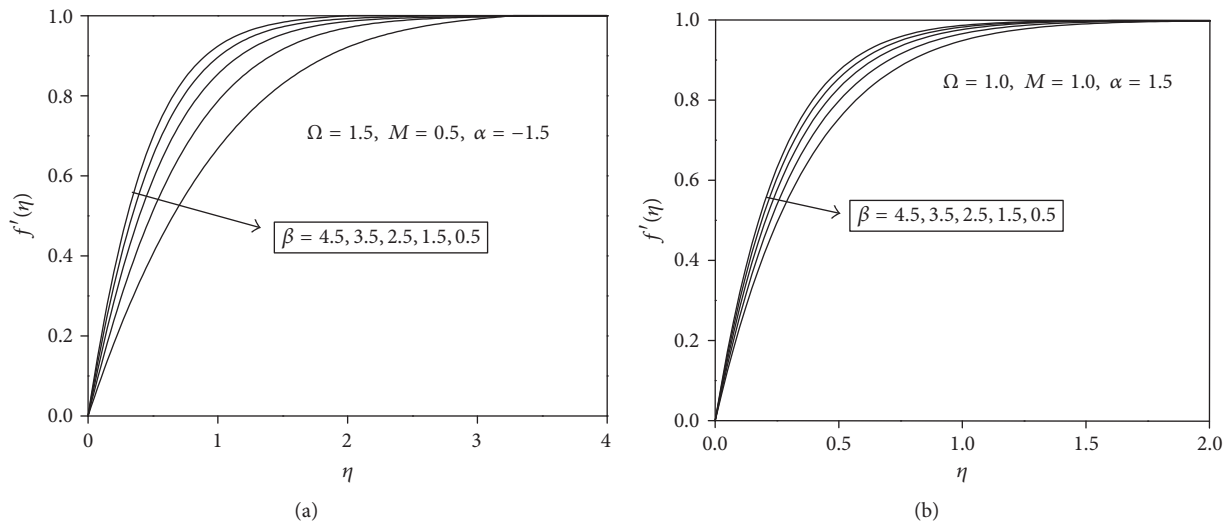 1.0
0.8
0.6
0.4
0.2
0.0
f′(η)
Ω = 1.5, M = 0.5, α = −1.5
β = 4.5, 3.5, 2.5, 1.5, 0.5
0 1 2 3 4
η
(a)
1.0
0.8
0.6
0.4
0.2
0.0
f′(η)
Ω = 1.0, M = 1.0, α = 1.5
β = 4.5, 3.5, 2.5, 1.5, 0.5
0.0 0.5 1.0 1.5 2.0
η
(b)